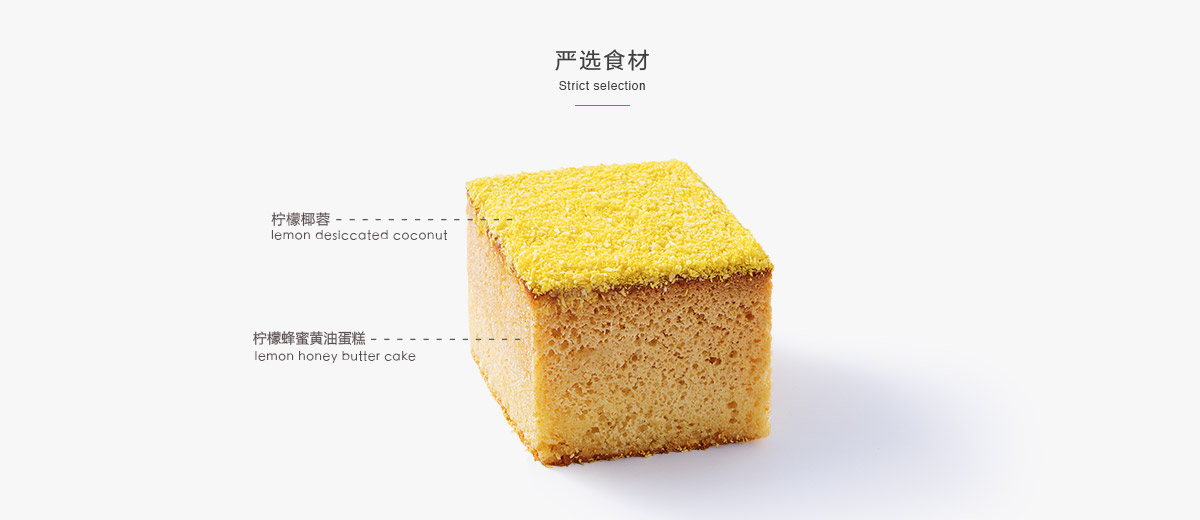 严选食材
Strict selection
柠檬椰蓉
lemon desiccated coconut
柠檬蜂蜜黄油蛋糕
lemon honey butter cake